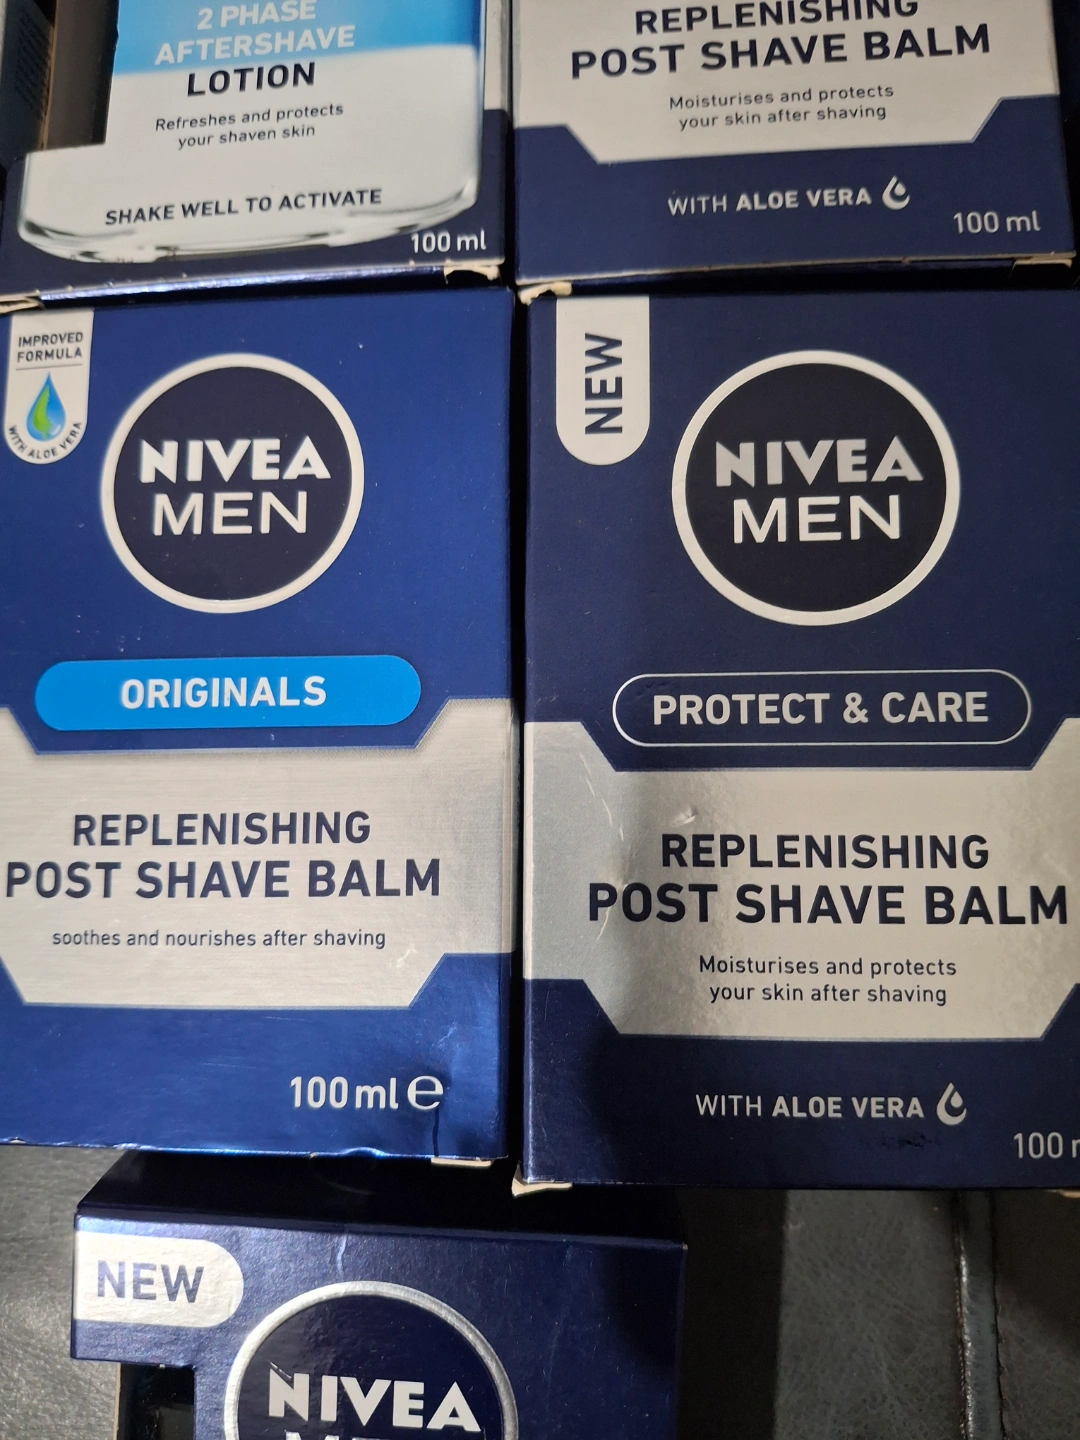 2 PHASE
AFTERSHAVE
LOTION
Refreshes and protects
your shaven skin
SHAKE WELL TO ACTIVATE
100 ml
REPLENISHING
POST SHAVE BALM
Moisturises and protects
your skin after shaving
WITH ALOE VERA
100 ml
IMPROVED
FORMULA
WITH ALOE VERA
NIVEA
MEN
ORIGINALS
REPLENISHING
POST SHAVE BALM
soothes and nourishes after shaving
100 ml e
NEW
NIVEA
MEN
PROTECT & CARE
REPLENISHING
POST SHAVE BALM
Moisturises and protects
your skin after shaving
WITH ALOE VERA
100
NEW
NIVEA